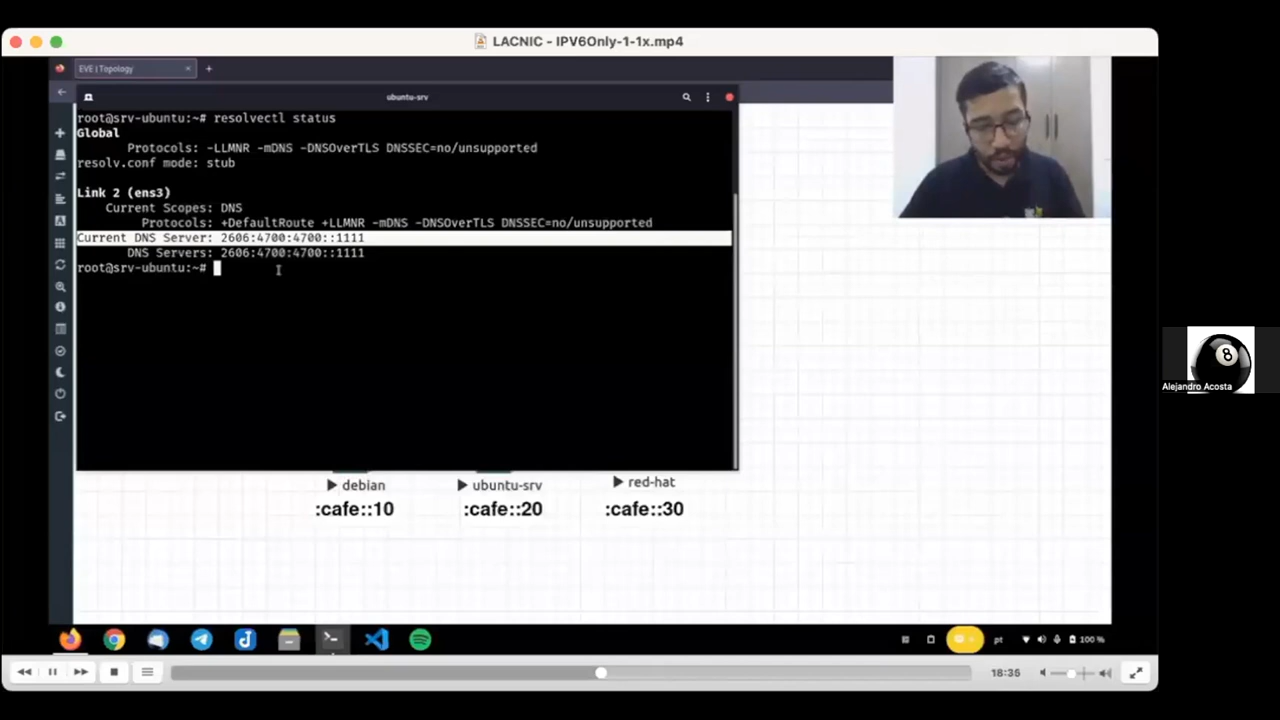 LACNIC - IPV6Only-1-1x.mp4
EVE | Topology
ubuntu-srv
root@srv-ubuntu:~# resolvectl status
Global
Protocols: -LLMNR -mDNS -DNSOverTLS DNSSEC=no/unsupported
resolv.conf mode: stub
Link 2 (ens3)
Current Scopes: DNS
Protocols: +DefaultRoute +LLMNR -mDNS -DNSOverTLS DNSSEC=no/unsupported
Current DNS Server: 2606:4700:4700::1111
DNS Servers: 2606:4700:4700::1111
root@srv-ubuntu:~#
8
Alejandro Acosta
debian ubuntu-srv red-hat
:cafe::10 :cafe::20 :cafe::30
pt 100 %
18:35